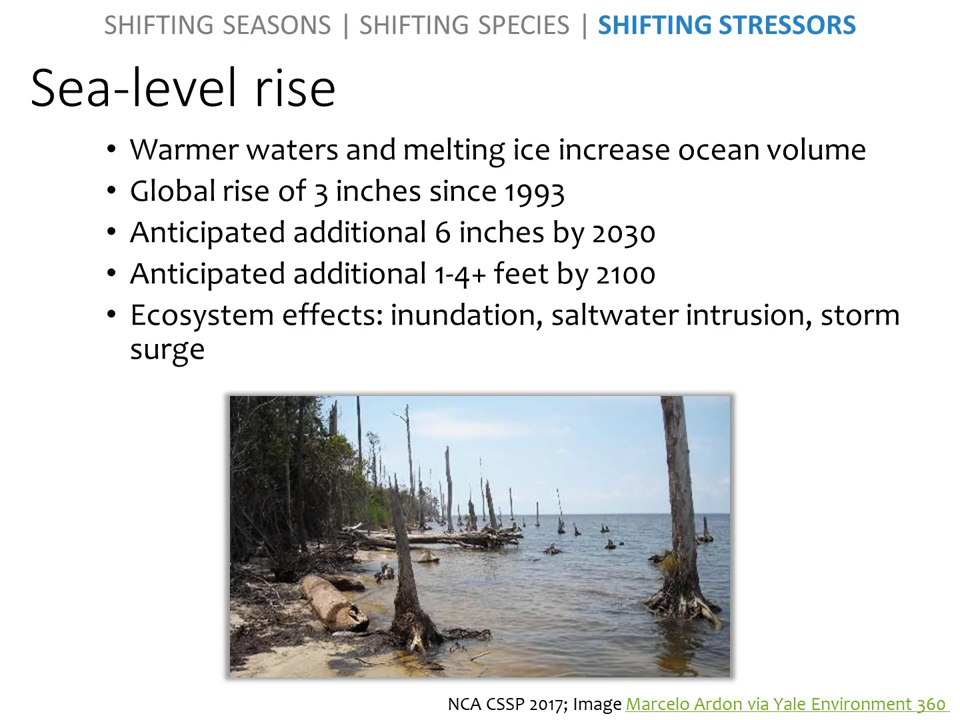 SHIFTING SEASONS | SHIFTING SPECIES | SHIFTING STRESSORS
Sea-level rise
• Warmer waters and melting ice increase ocean volume
• Global rise of 3 inches since 1993
• Anticipated additional 6 inches by 2030
• Anticipated additional 1-4+ feet by 2100
• Ecosystem effects: inundation, saltwater intrusion, storm
surge
NCA CSSP 2017; Image Marcelo Ardon via Yale Environment 360